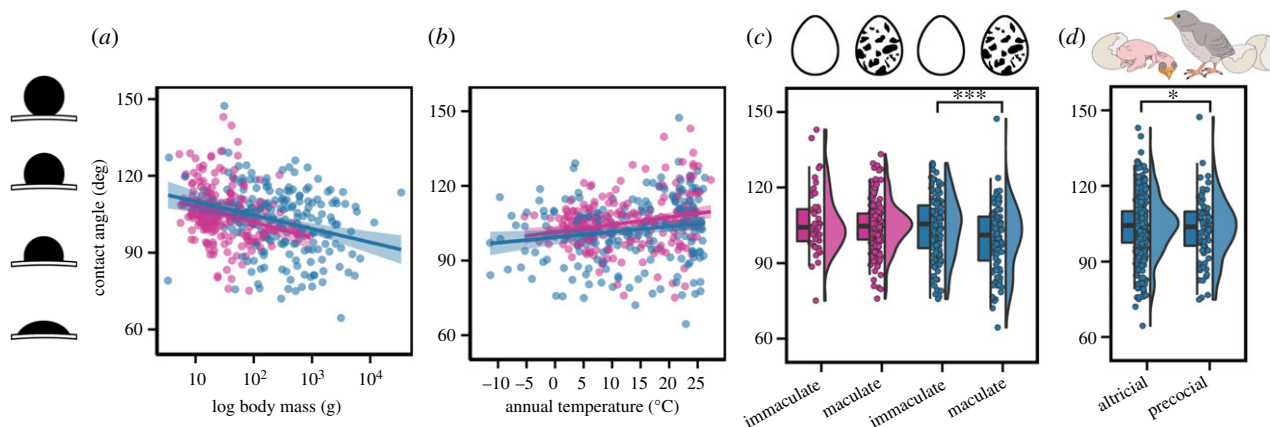 (a)
(b)
(c)
(d)
contact angle (deg)
150
120
90
60
10
10²
10³
10⁴
log body mass (g)
150
120
90
60
−10
−5
0
5
10
15
20
25
annual temperature (°C)
***
150
120
90
60
immaculate
maculate
immaculate
maculate
*
150
120
90
60
altricial
precocial